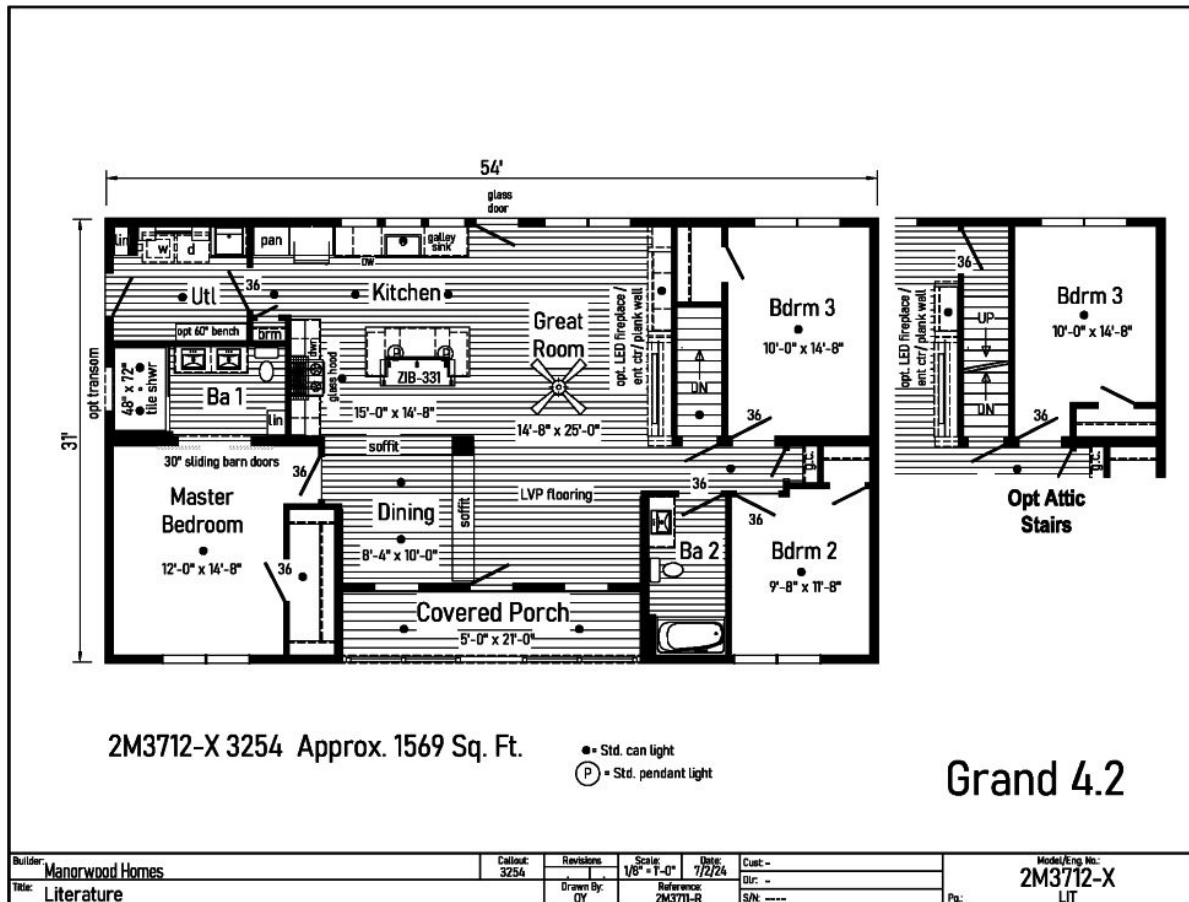 54'
glass
door
31'
lin
w
d
pan
dw
galley
sink
Utl
36
Kitchen
opt 60" bench
brm
dwr
glass hood
P
P
ZIB-331
Great
Room
opt. LED fireplace /
ent ctr/ plank wall
DN
Bdrm 3
10'-0" x 14'-8"
opt transom
48" x 72"
tile shwr
Ba 1
lin
15'-0" x 14'-8"
14'-8" x 25'-0"
36
soffit
30" sliding barn doors
36
Master
Bedroom
12'-0" x 14'-8"
36
Dining
8'-4" x 10'-0"
soffit
LVP flooring
36
g.c.
36
Ba 2
Bdrm 2
9'-8" x 11'-8"
Covered Porch
5'-0" x 21'-0"
opt. LED fireplace /
ent ctr/ plank wall
36
UP
DN
Bdrm 3
10'-0" x 14'-8"
36
g.c.
Opt Attic
Stairs
2M3712-X 3254 Approx. 1569 Sq. Ft.
●= Std. can light
P = Std. pendant light
Grand 4.2
Builder: Manorwood Homes
Callout: 3254
Revisions
Scale: 1/8" = 1'-0"
Date: 7/2/24
Cust: -
Dlr: -
S/N: ----
Model/Eng. No.:
2M3712-X
Title: Literature
Drawn By:
Reference:
2M3711-R
Pg.: LIT